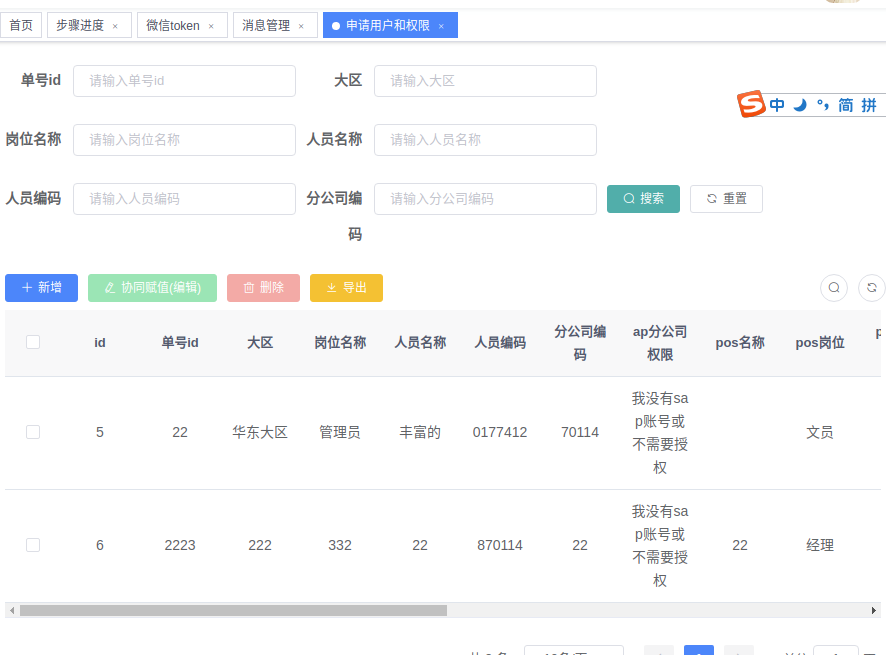 首页 步骤进度 × 微信token × 消息管理 × 申请用户和权限 ×
单号id 请输入单号id 大区 请输入大区
中 简 拼
岗位名称 请输入岗位名称 人员名称 请输入人员名称
人员编码 请输入人员编码 分公司编 请输入分公司编码 搜索 重置
码
新增 协同赋值(编辑) 删除 导出
id 单号id 大区 岗位名称 人员名称 人员编码 分公司编 ap分公司 pos名称 pos岗位
码 权限
我没有sa
p账号或
5 22 华东大区 管理员 丰富的 0177412 70114 文员
不需要授
权
我没有sa
p账号或
6 2223 222 332 22 870114 22 22 经理
不需要授
权